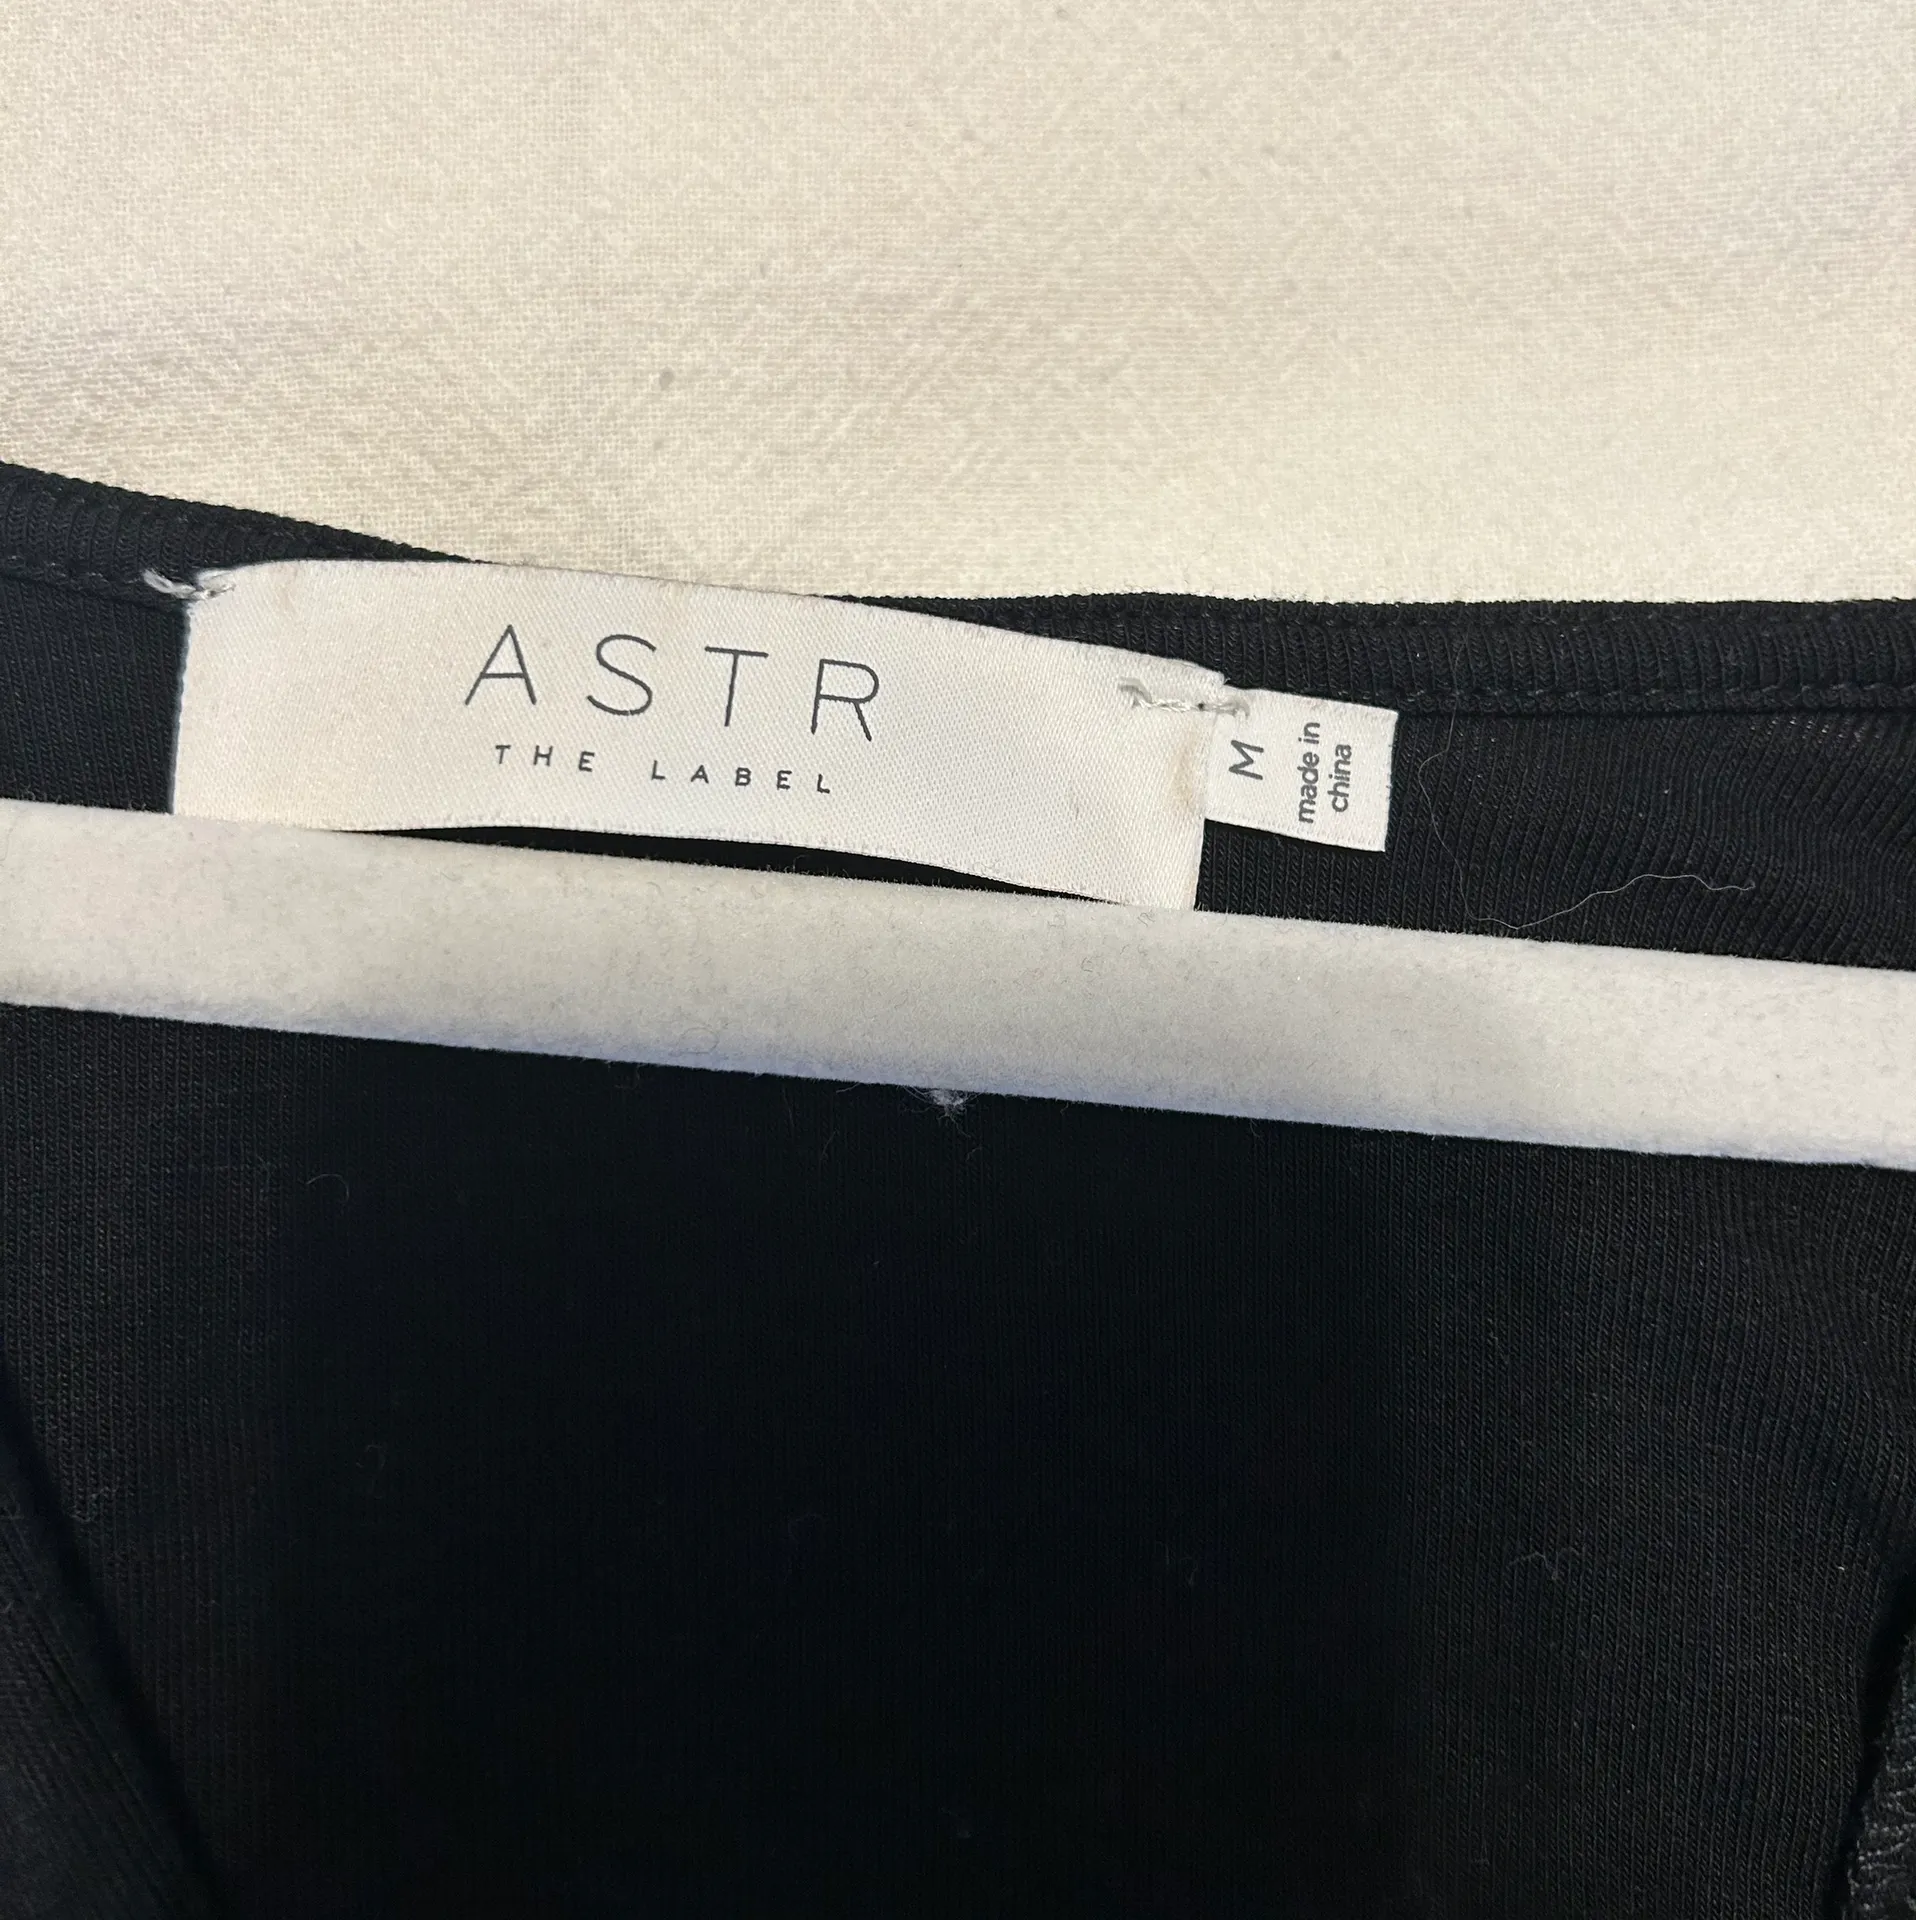 ASTR
THE LABEL
M
made in
china